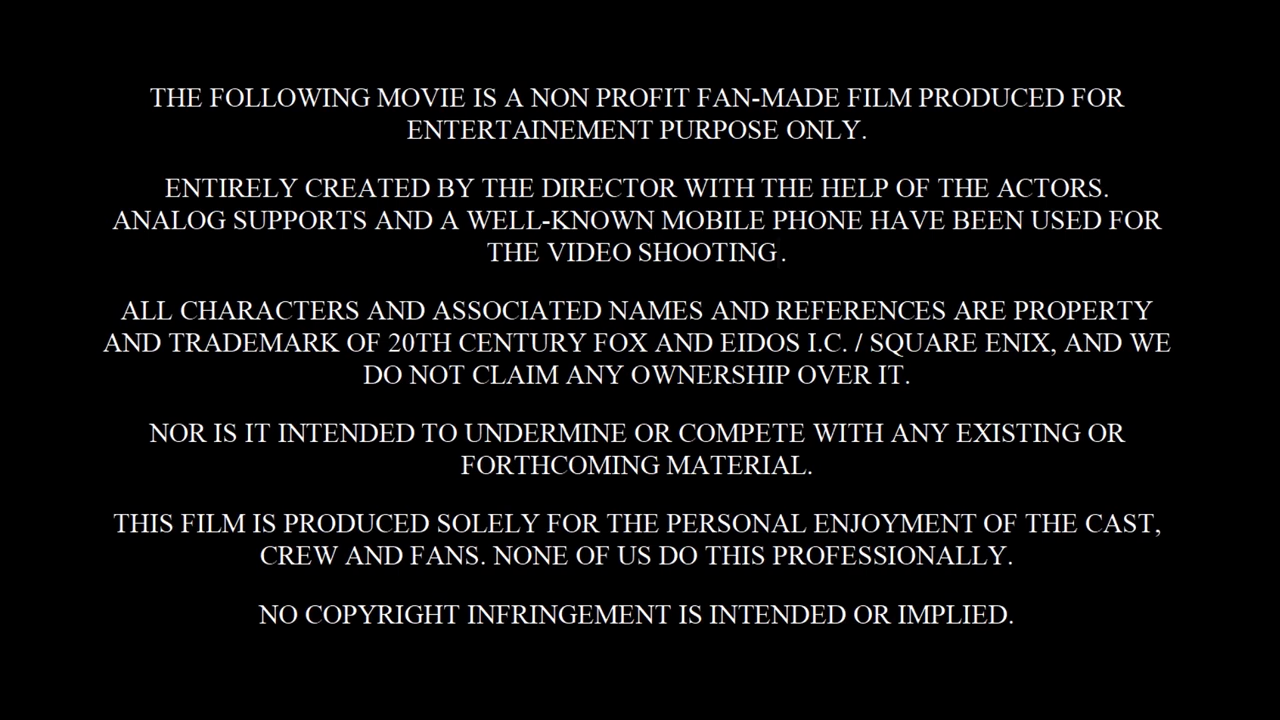 THE FOLLOWING MOVIE IS A NON PROFIT FAN-MADE FILM PRODUCED FOR
ENTERTAINEMENT PURPOSE ONLY.
ENTIRELY CREATED BY THE DIRECTOR WITH THE HELP OF THE ACTORS.
ANALOG SUPPORTS AND A WELL-KNOWN MOBILE PHONE HAVE BEEN USED FOR
THE VIDEO SHOOTING.
ALL CHARACTERS AND ASSOCIATED NAMES AND REFERENCES ARE PROPERTY
AND TRADEMARK OF 20TH CENTURY FOX AND EIDOS I.C. / SQUARE ENIX, AND WE
DO NOT CLAIM ANY OWNERSHIP OVER IT.
NOR IS IT INTENDED TO UNDERMINE OR COMPETE WITH ANY EXISTING OR
FORTHCOMING MATERIAL.
THIS FILM IS PRODUCED SOLELY FOR THE PERSONAL ENJOYMENT OF THE CAST,
CREW AND FANS. NONE OF US DO THIS PROFESSIONALLY.
NO COPYRIGHT INFRINGEMENT IS INTENDED OR IMPLIED.